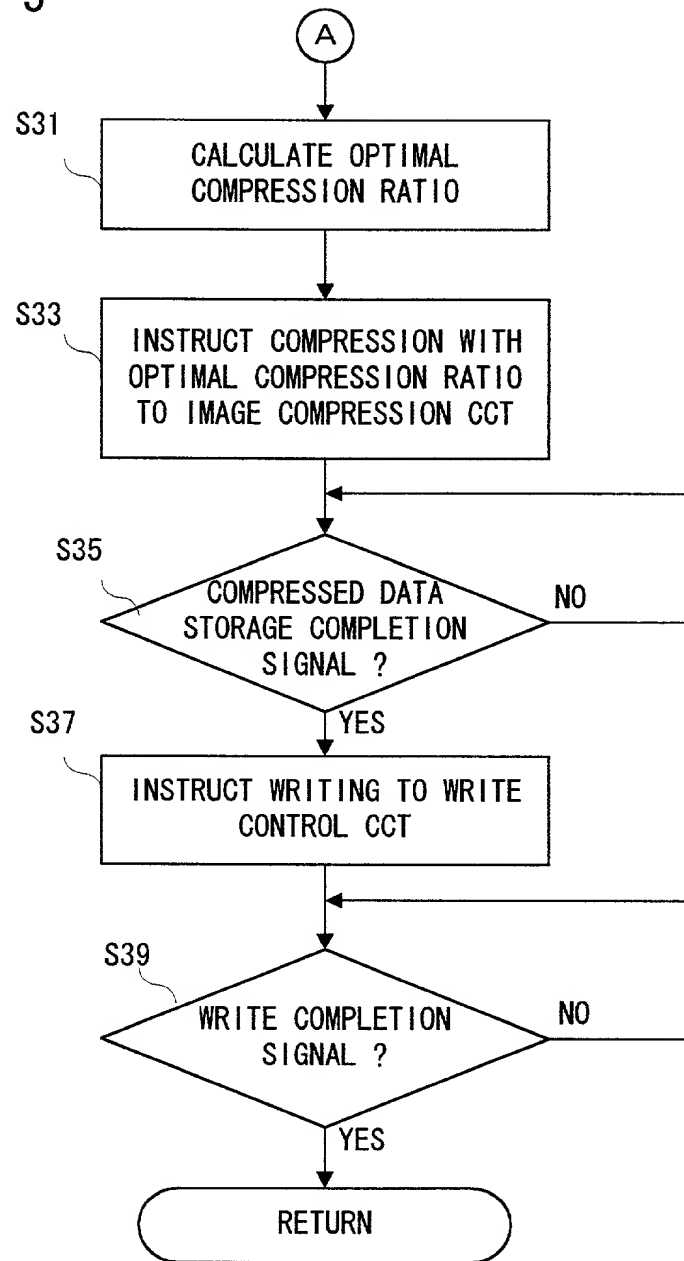 A
S31
CALCULATE OPTIMAL
COMPRESSION RATIO
S33
INSTRUCT COMPRESSION WITH
OPTIMAL COMPRESSION RATIO
TO IMAGE COMPRESSION CCT
S35
COMPRESSED DATA
STORAGE COMPLETION
SIGNAL ?
NO
YES
S37
INSTRUCT WRITING TO WRITE
CONTROL CCT
S39
WRITE COMPLETION
SIGNAL ?
NO
YES
RETURN